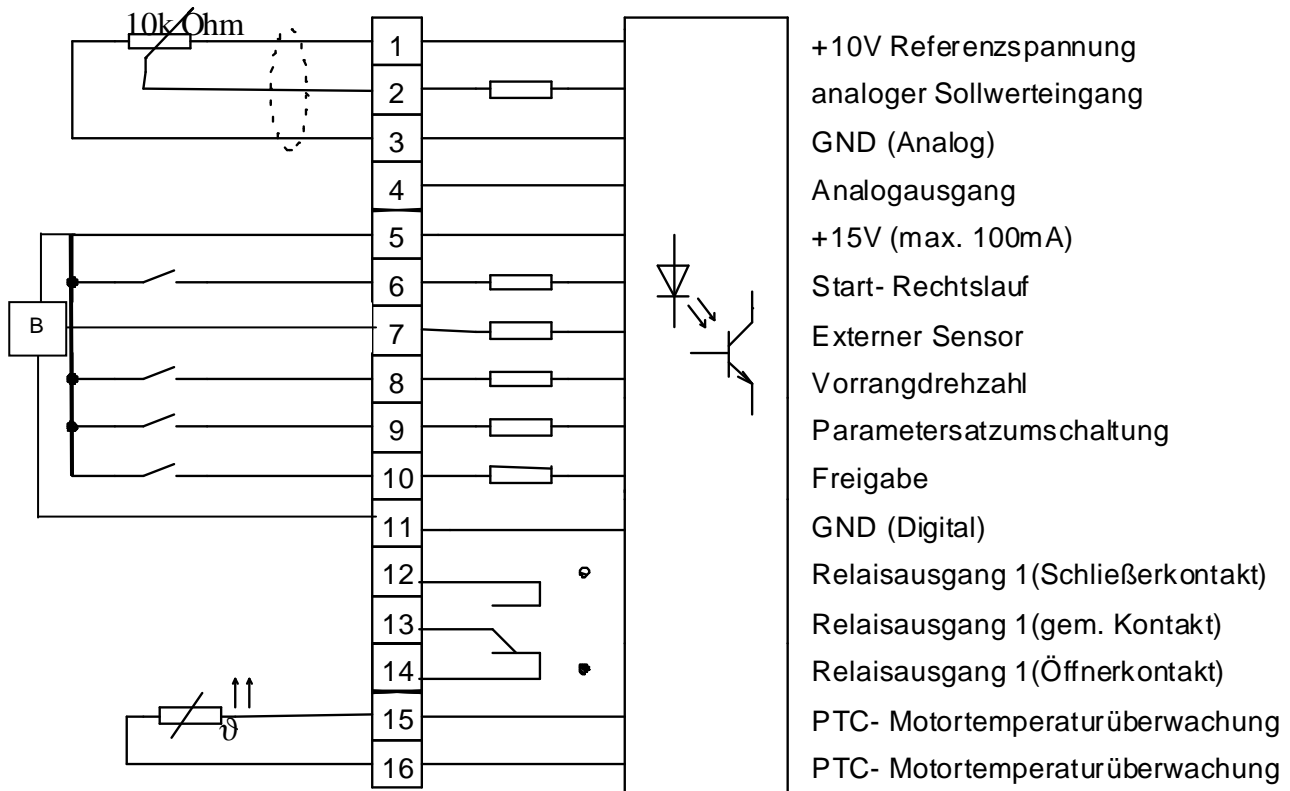 10k Ohm
1 +10V Referenzspannung
2 analoger Sollwerteingang
3 GND (Analog)
4 Analogausgang
5 +15V (max. 100mA)
6 Start- Rechtslauf
B
7 Externer Sensor
8 Vorrangdrehzahl
9 Parametersatzumschaltung
10 Freigabe
11 GND (Digital)
12 Relaisausgang 1(Schließerkontakt)
13 Relaisausgang 1(gem. Kontakt)
14 Relaisausgang 1(Öffnerkontakt)
ϑ
15 PTC- Motortemperaturüberwachung
16 PTC- Motortemperaturüberwachung